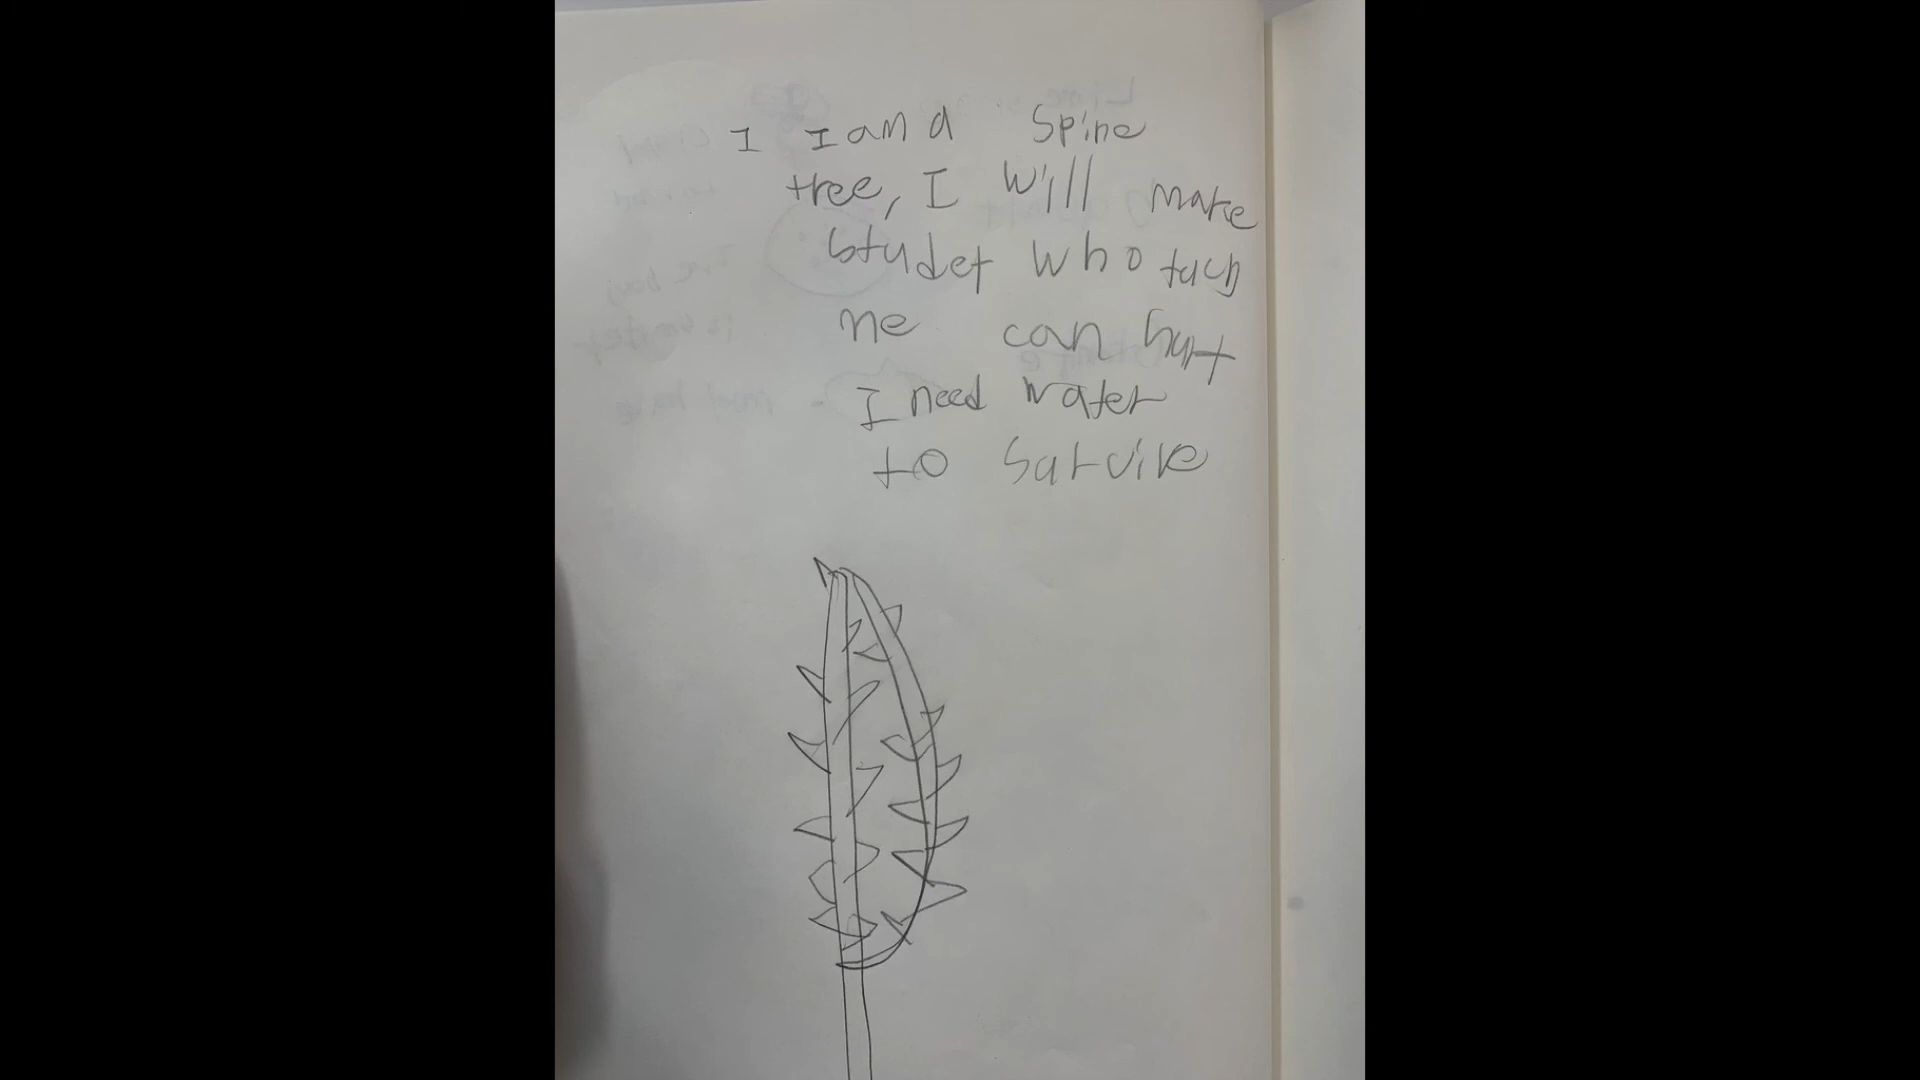 I I am a Spine
tree, I will make
studet who tuch
me can hurt
I need water
to survive